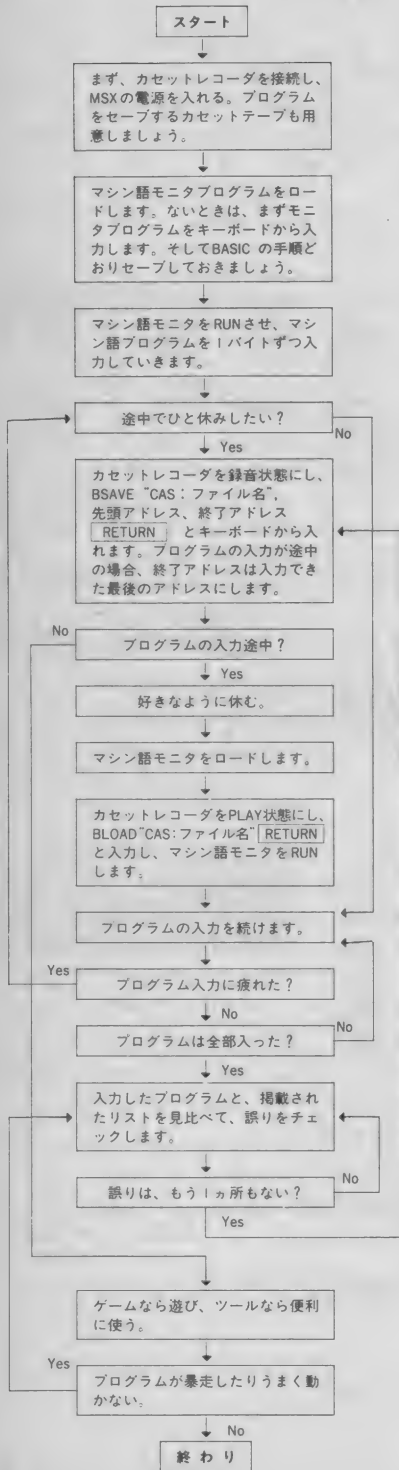 スタート
まず、カセットレコーダを接続し、
MSXの電源を入れる。プログラム
をセーブするカセットテープも用
意しましょう。
マシン語モニタプログラムをロー
ドします。ないときは、まずモニ
タプログラムをキーボードから入
力します。そしてBASIC の手順ど
おりセーブしておきましょう。
マシン語モニタをRUNさせ、マシ
ン語プログラムを1バイトずつ入
力していきます。
途中でひと休みしたい?
No
Yes
カセットレコーダを録音状態にし、
BSAVE "CAS:ファイル名",
先頭アドレス、終了アドレス
RETURN とキーボードから入
れます。プログラムの入力が途中
の場合、終了アドレスは入力でき
た最後のアドレスにします。
No
プログラムの入力途中?
Yes
好きなように休む。
マシン語モニタをロードします。
カセットレコーダをPLAY状態にし、
BLOAD"CAS:ファイル名" RETURN
と入力し、マシン語モニタをRUN
します。
プログラムの入力を続けます。
Yes
プログラム入力に疲れた?
No
プログラムは全部入った?
No
Yes
入力したプログラムと、掲載され
たリストを見比べて、誤りをチェ
ックします。
誤りは、もう1ヵ所もない?
No
Yes
ゲームなら遊び、ツールなら便利
に使う。
Yes
プログラムが暴走したりうまく動
かない。
No
終わり